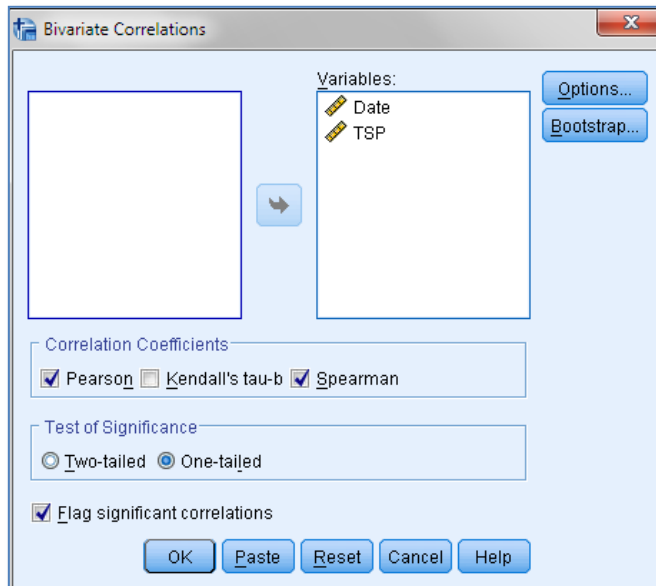 Bivariate Correlations
Variables:
Date
TSP
Options...
Bootstrap...
Correlation Coefficients
Pearson Kendall's tau-b Spearman
Test of Significance
Two-tailed One-tailed
Flag significant correlations
OK Paste Reset Cancel Help